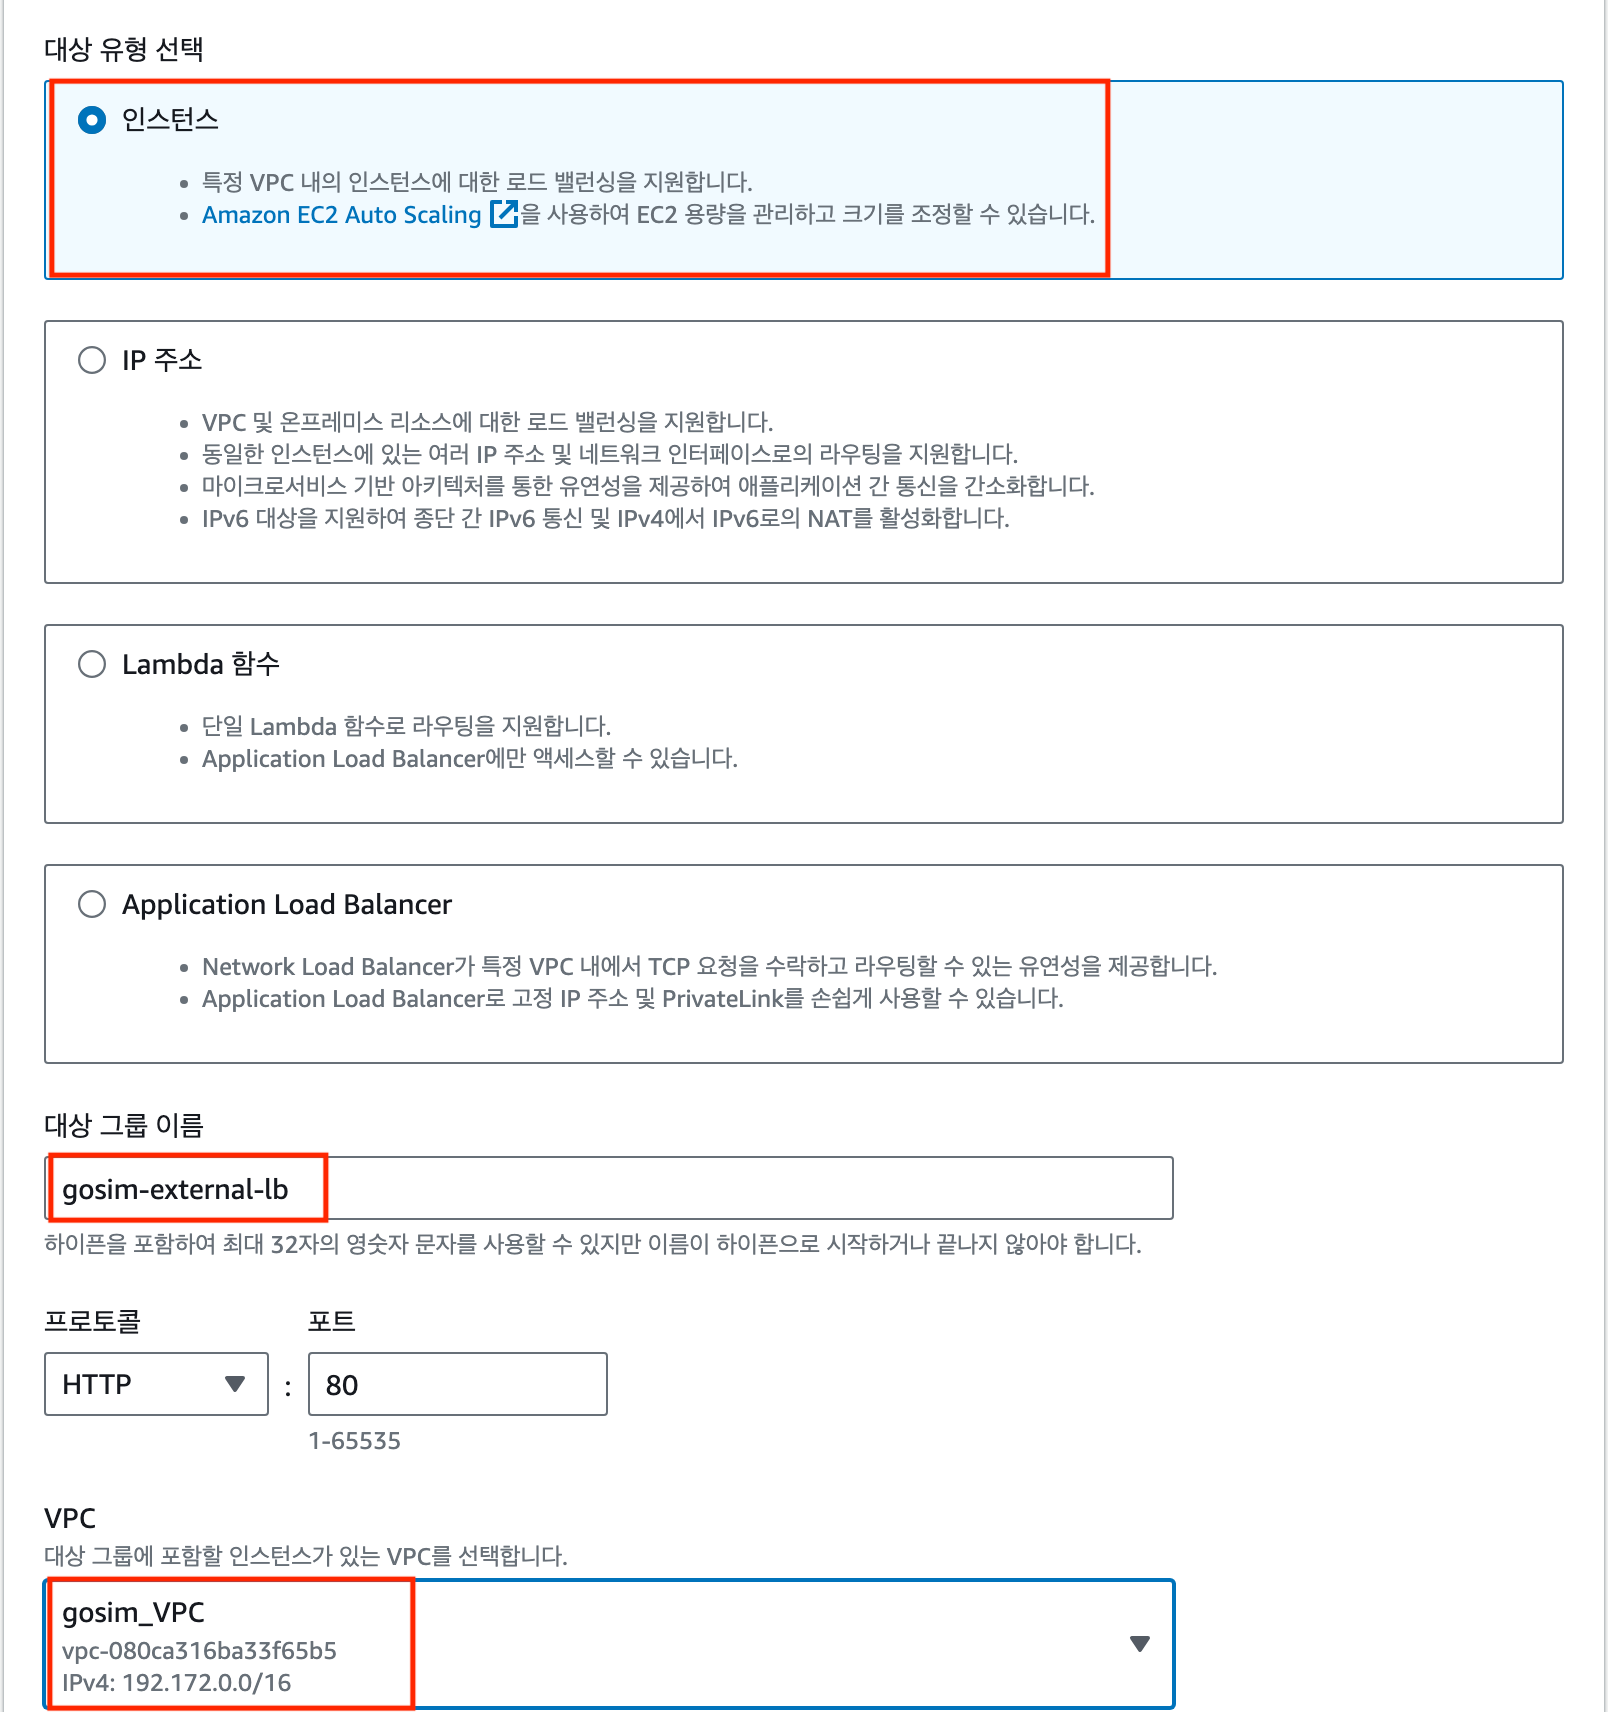 대상 유형 선택
인스턴스
특정 VPC 내의 인스턴스에 대한 로드 밸런싱을 지원합니다.
Amazon EC2 Auto Scaling 을 사용하여 EC2 용량을 관리하고 크기를 조정할 수 있습니다.
IP 주소
VPC 및 온프레미스 리소스에 대한 로드 밸런싱을 지원합니다.
동일한 인스턴스에 있는 여러 IP 주소 및 네트워크 인터페이스로의 라우팅을 지원합니다.
마이크로서비스 기반 아키텍처를 통한 유연성을 제공하여 애플리케이션 간 통신을 간소화합니다.
IPv6 대상을 지원하여 종단 간 IPv6 통신 및 IPv4에서 IPv6로의 NAT를 활성화합니다.
Lambda 함수
단일 Lambda 함수로 라우팅을 지원합니다.
Application Load Balancer에만 액세스할 수 있습니다.
Application Load Balancer
Network Load Balancer가 특정 VPC 내에서 TCP 요청을 수락하고 라우팅할 수 있는 유연성을 제공합니다.
Application Load Balancer로 고정 IP 주소 및 PrivateLink를 손쉽게 사용할 수 있습니다.
대상 그룹 이름
gosim-external-lb
하이픈을 포함하여 최대 32자의 영숫자 문자를 사용할 수 있지만 이름이 하이픈으로 시작하거나 끝나지 않아야 합니다.
프로토콜 포트
HTTP : 80
1-65535
VPC
대상 그룹에 포함할 인스턴스가 있는 VPC를 선택합니다.
gosim_VPC
vpc-080ca316ba33f65b5
IPv4: 192.172.0.0/16